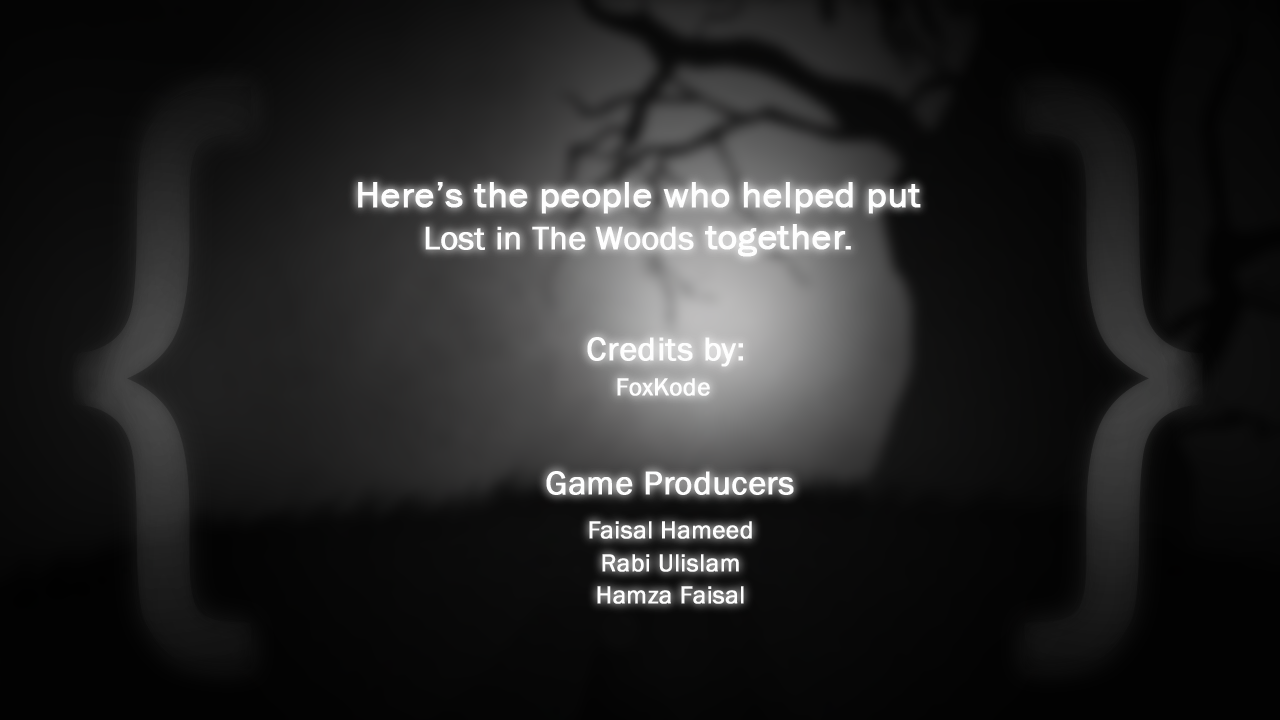 Here’s the people who helped put
Lost in The Woods together.
Credits by:
FoxKode
Game Producers
Faisal Hameed
Rabi Ulislam
Hamza Faisal